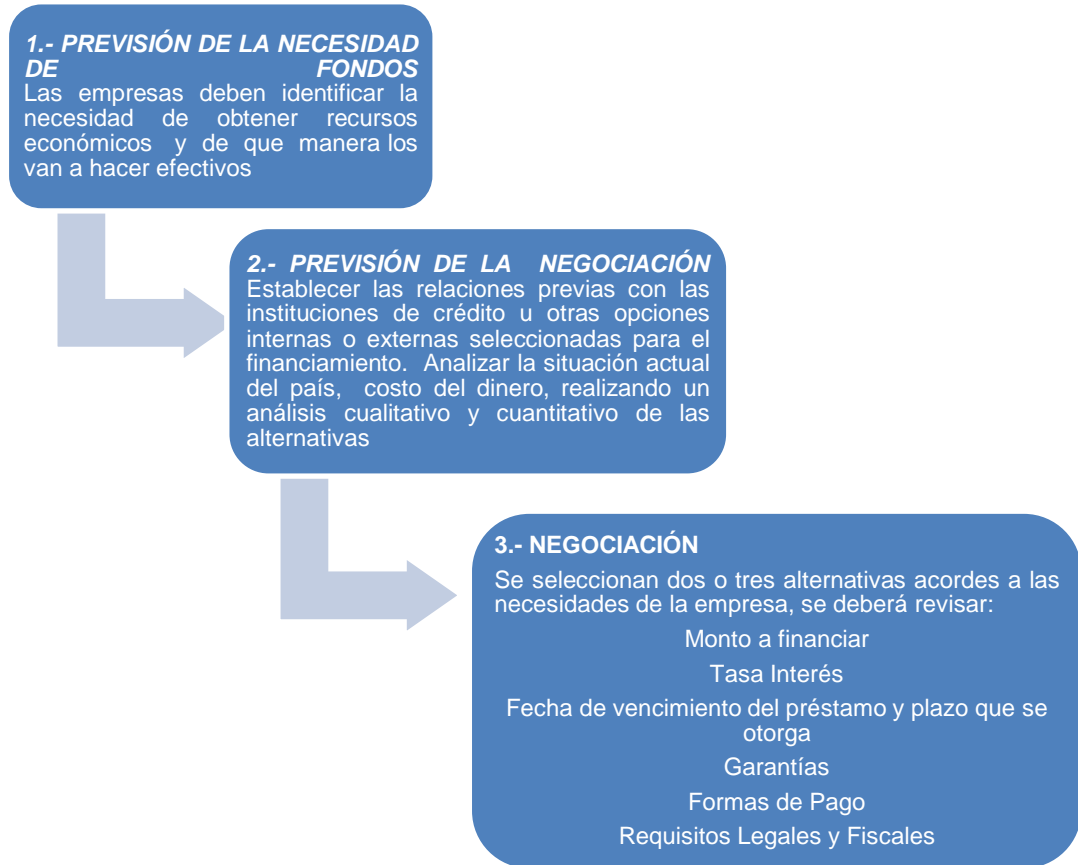 1.- PREVISIÓN DE LA NECESIDAD
DE FONDOS
Las empresas deben identificar la
necesidad de obtener recursos
económicos y de que manera los
van a hacer efectivos
2.- PREVISIÓN DE LA NEGOCIACIÓN
Establecer las relaciones previas con las
instituciones de crédito u otras opciones
internas o externas seleccionadas para el
financiamiento. Analizar la situación actual
del país, costo del dinero, realizando un
análisis cualitativo y cuantitativo de las
alternativas
3.- NEGOCIACIÓN
Se seleccionan dos o tres alternativas acordes a las
necesidades de la empresa, se deberá revisar:
Monto a financiar
Tasa Interés
Fecha de vencimiento del préstamo y plazo que se
otorga
Garantías
Formas de Pago
Requisitos Legales y Fiscales